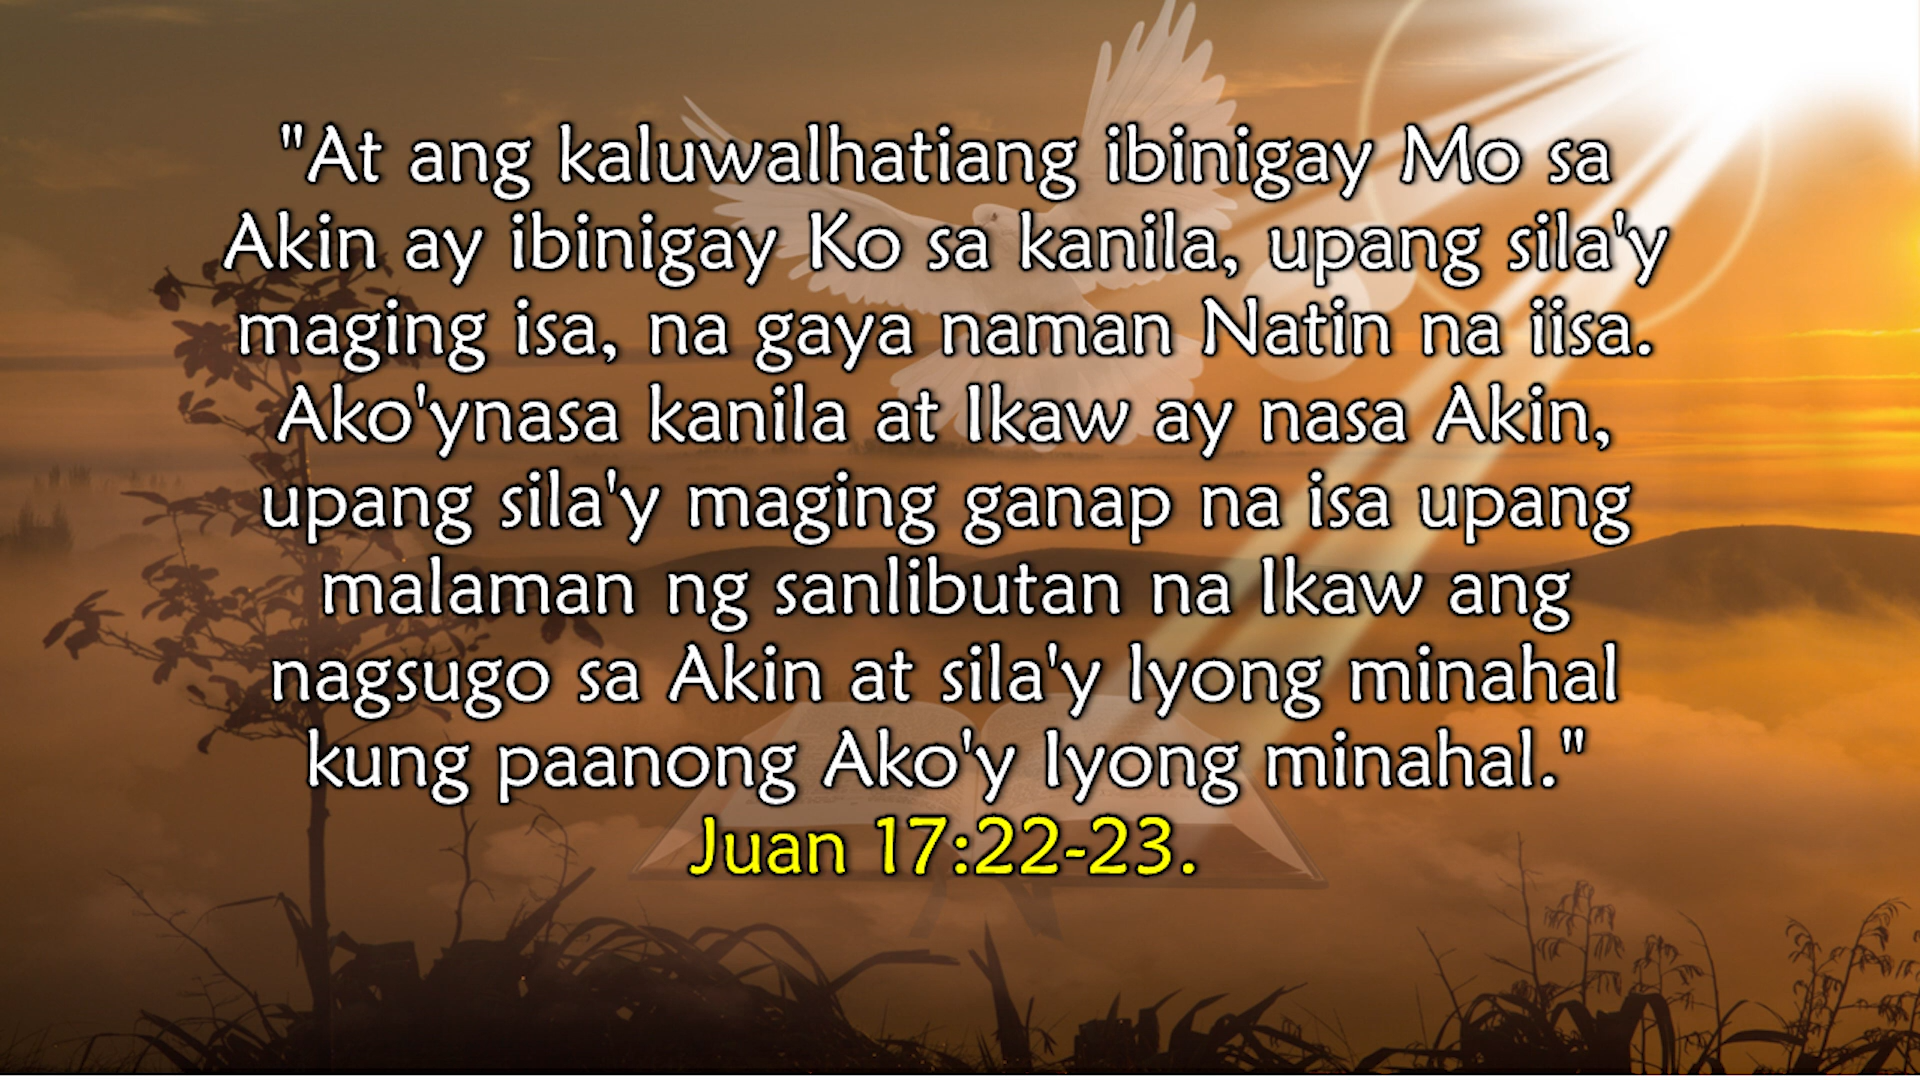 "At ang kaluwalhatiang ibinigay Mo sa
Akin ay ibinigay Ko sa kanila, upang sila'y
maging isa, na gaya naman Natin na iisa.
Ako'ynasa kanila at Ikaw ay nasa Akin,
upang sila'y maging ganap na isa upang
malaman ng sanlibutan na Ikaw ang
nagsugo sa Akin at sila'y Iyong minahal
kung paanong Ako'y Iyong minahal."
Juan 17:22-23.